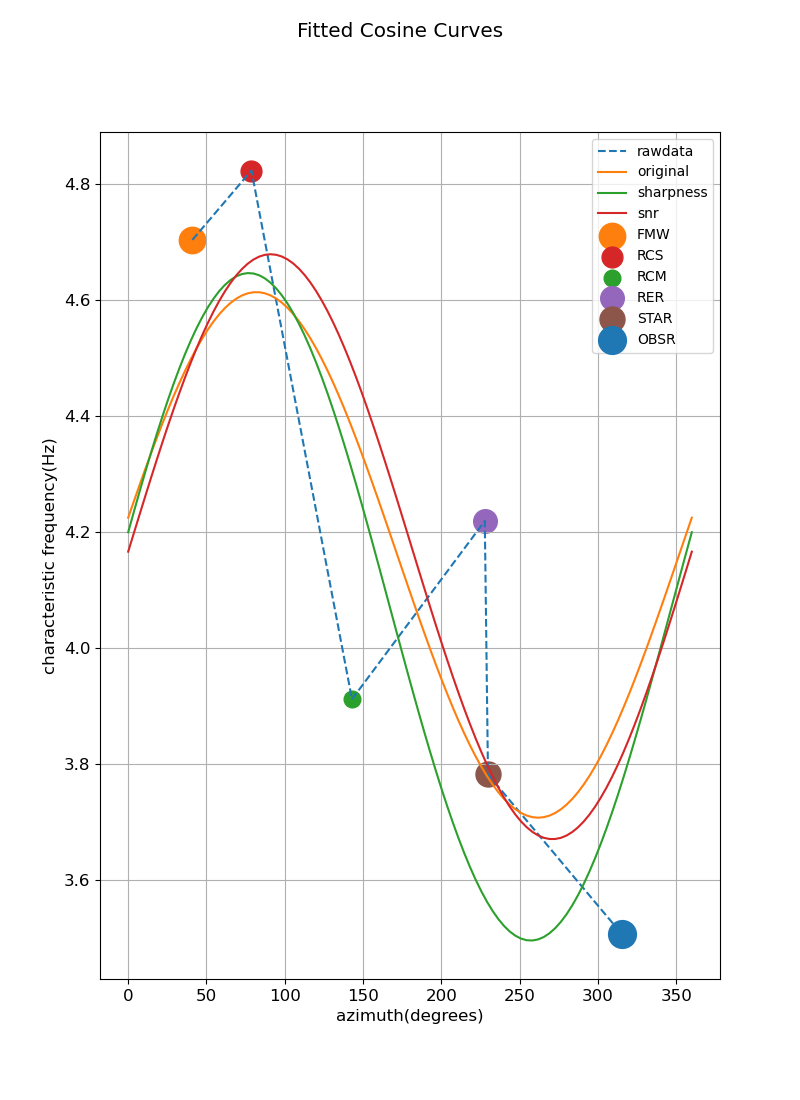 Fitted Cosine Curves
rawdata
original
sharpness
snr
FMW
RCS
RCM
RER
STAR
OBSR
4.8
4.6
4.4
4.2
4.0
3.8
3.6
characteristic frequency(Hz)
0 50 100 150 200 250 300 350
azimuth(degrees)